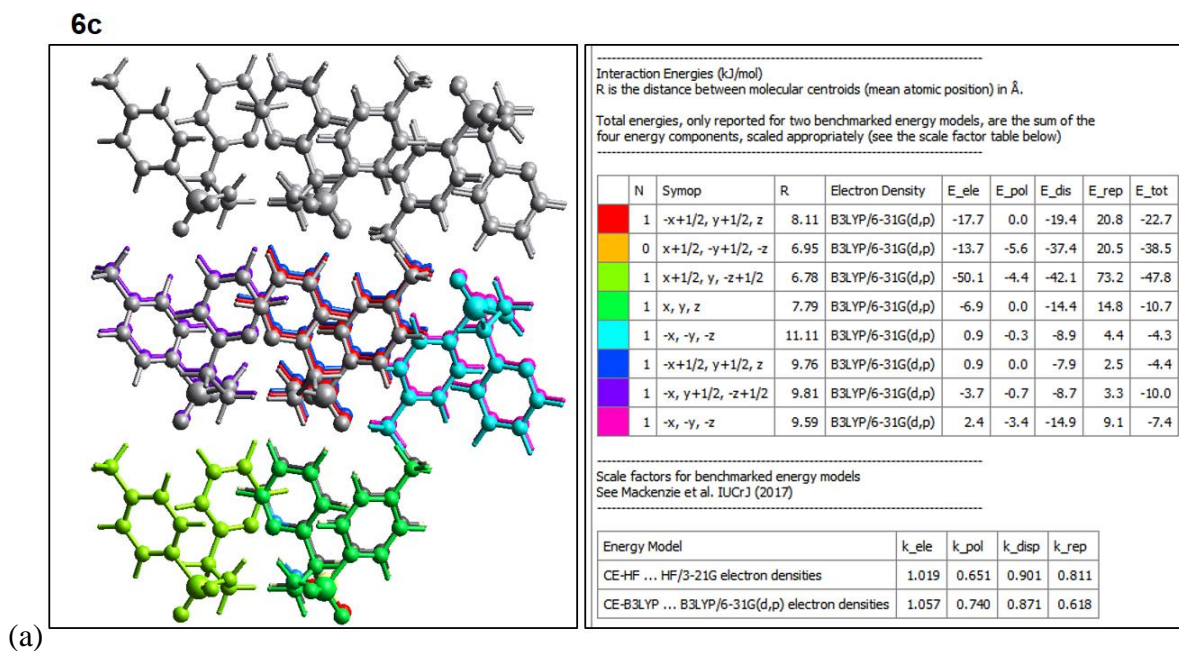 6c
Interaction Energies (kJ/mol)
R is the distance between molecular centroids (mean atomic position) in Å.
Total energies, only reported for two benchmarked energy models, are the sum of the
four energy components, scaled appropriately (see the scale factor table below)
N Symop R Electron Density E_ele E_pol E_dis E_rep E_tot
1 -x+1/2, y+1/2, z 8.11 B3LYP/6-31G(d,p) -17.7 0.0 -19.4 20.8 -22.7
0 x+1/2, -y+1/2, -z 6.95 B3LYP/6-31G(d,p) -13.7 -5.6 -37.4 20.5 -38.5
1 x+1/2, y, -z+1/2 6.78 B3LYP/6-31G(d,p) -50.1 -4.4 -42.1 73.2 -47.8
1 x, y, z 7.79 B3LYP/6-31G(d,p) -6.9 0.0 -14.4 14.8 -10.7
1 -x, -y, -z 11.11 B3LYP/6-31G(d,p) 0.9 -0.3 -8.9 4.4 -4.3
1 -x+1/2, y+1/2, z 9.76 B3LYP/6-31G(d,p) 0.9 0.0 -7.9 2.5 -4.4
1 -x, y+1/2, -z+1/2 9.81 B3LYP/6-31G(d,p) -3.7 -0.7 -8.7 3.3 -10.0
1 -x, -y, -z 9.59 B3LYP/6-31G(d,p) 2.4 -3.4 -14.9 9.1 -7.4
Scale factors for benchmarked energy models
See Mackenzie et al. IUCrJ (2017)
Energy Model k_ele k_pol k_disp k_rep
CE-HF ... HF/3-21G electron densities 1.019 0.651 0.901 0.811
CE-B3LYP ... B3LYP/6-31G(d,p) electron densities 1.057 0.740 0.871 0.618
(a)